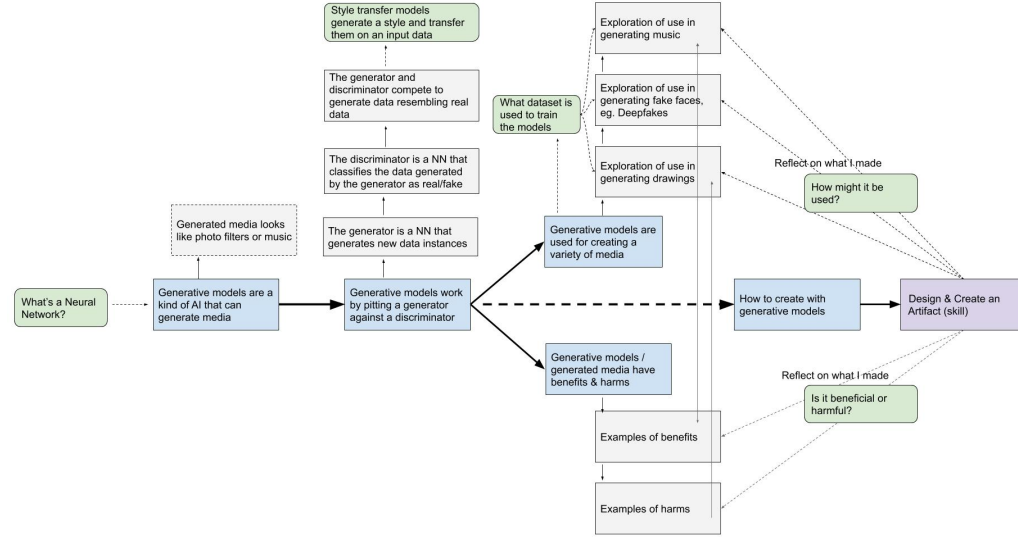 Style transfer models
generate a style and transfer
them on an input data
The generator and
discriminator compete to
generate data resembling real
data
The discriminator is a NN that
classifies the data generated
by the generator as real/fake
The generator is a NN that
generates new data instances
Generated media looks
like photo filters or music
What's a Neural
Network?
Generative models are a
kind of AI that can
generate media
Generative models work
by pitting a generator
against a discriminator
What dataset is
used to train
the models
Exploration of use in
generating music
Exploration of use in
generating fake faces,
eg. Deepfakes
Exploration of use in
generating drawings
Generative models are
used for creating a
variety of media
Generative models /
generated media have
benefits & harms
Examples of benefits
Examples of harms
How to create with
generative models
Design & Create an
Artifact (skill)
Reflect on what I made
How might it be
used?
Reflect on what I made
Is it beneficial or
harmful?